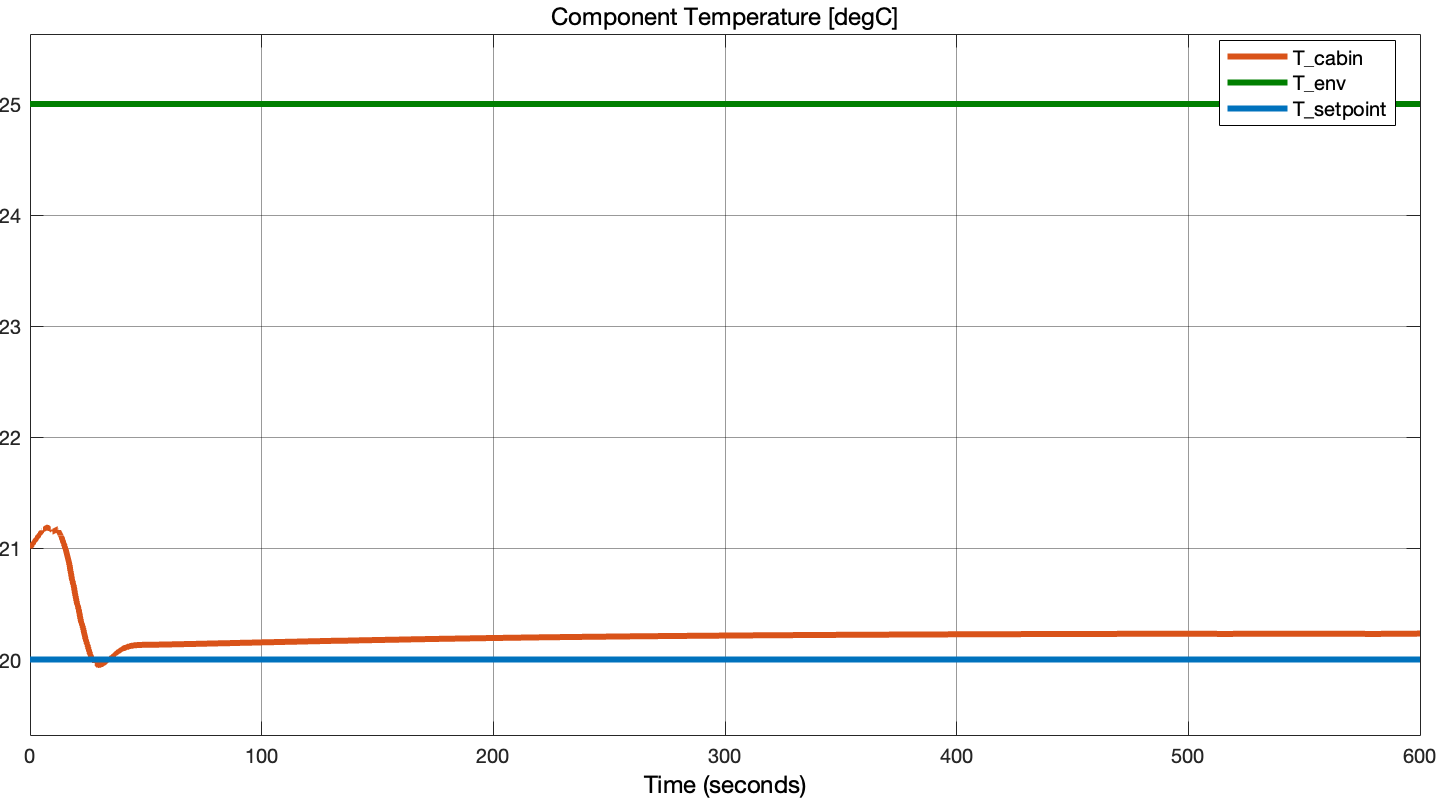 Component Temperature [degC]
T_cabin
T_env
T_setpoint
25
24
23
22
21
20
0
100
200
300
400
500
600
Time (seconds)